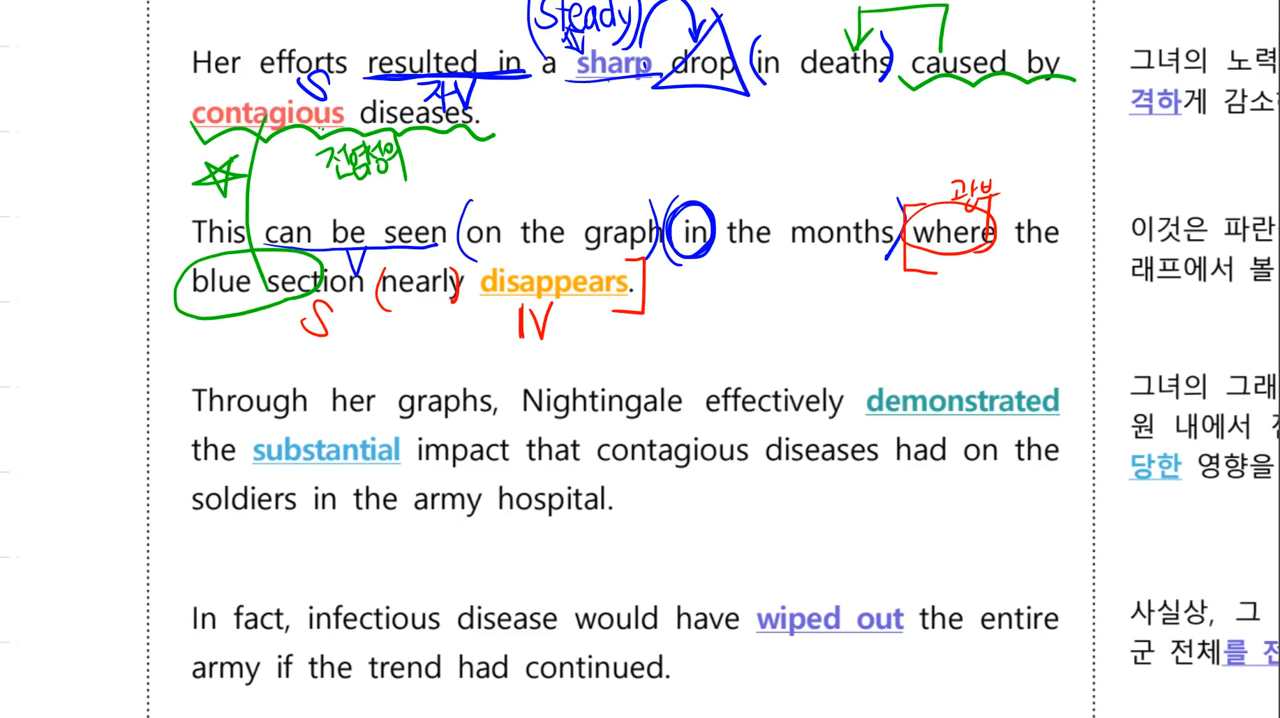 (Steady)
Her efforts resulted in a sharp drop (in deaths) caused by
S
자V
contagious diseases.
전염성의
광부
This can be seen (on the graph) (in the months) [where the
V
blue section (nearly) disappears.]
S
1V
Through her graphs, Nightingale effectively demonstrated
the substantial impact that contagious diseases had on the
soldiers in the army hospital.
In fact, infectious disease would have wiped out the entire
army if the trend had continued.
그녀의 노력
격하게 감소
이것은 파란
래프에서 볼
그녀의 그래
원 내에서
당한 영향을
사실상, 그
군 전체를